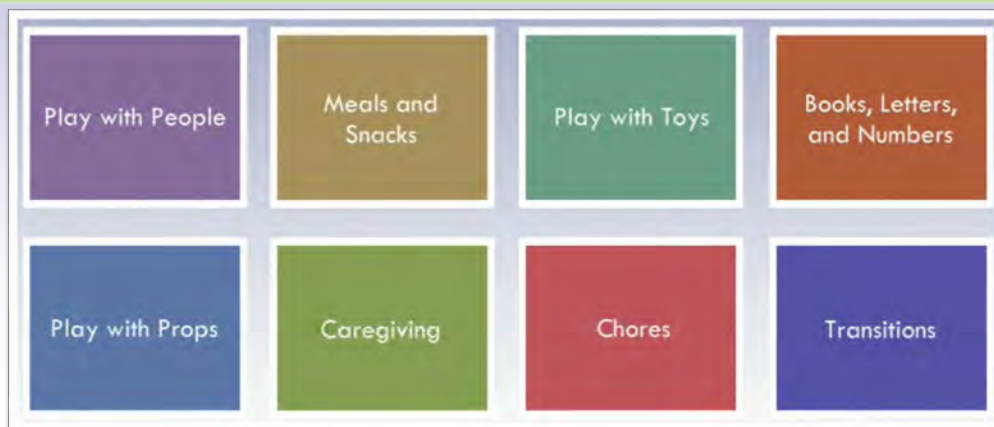 Play with People
Meals and
Snacks
Play with Toys
Books, Letters,
and Numbers
Play with Props
Caregiving
Chores
Transitions